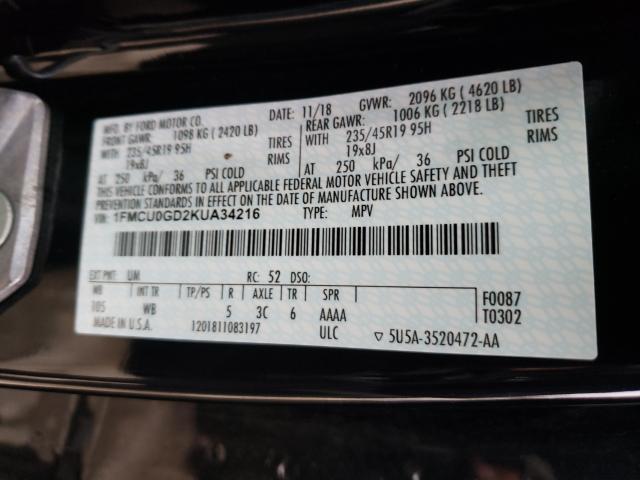 MFD. BY FORD MOTOR CO. DATE: 11/18 GVWR: 2096 KG ( 4620 LB)
FRONT GAWR: 1098 KG ( 2420 LB) REAR GAWR: 1006 KG ( 2218 LB)
WITH 235/45R19 95H TIRES WITH 235/45R19 95H TIRES
19x8J RIMS 19x8J RIMS
AT 250 kPa/ 36 PSI COLD AT 250 kPa/ 36 PSI COLD
THIS VEHICLE CONFORMS TO ALL APPLICABLE FEDERAL MOTOR VEHICLE SAFETY AND THEFT
PREVENTION STANDARDS IN EFFECT ON THE DATE OF MANUFACTURE SHOWN ABOVE.
VIN: 1FMCU0GD2KUA34216 TYPE: MPV
EXT PNT: UM RC: 52 DSO:
WB INT TR TP/PS R AXLE TR SPR F0087
105 WB 5 3C 6 AAAA T0302
MADE IN U.S.A. 1201811083197 ULC ▽ 5U5A-3520472-AA